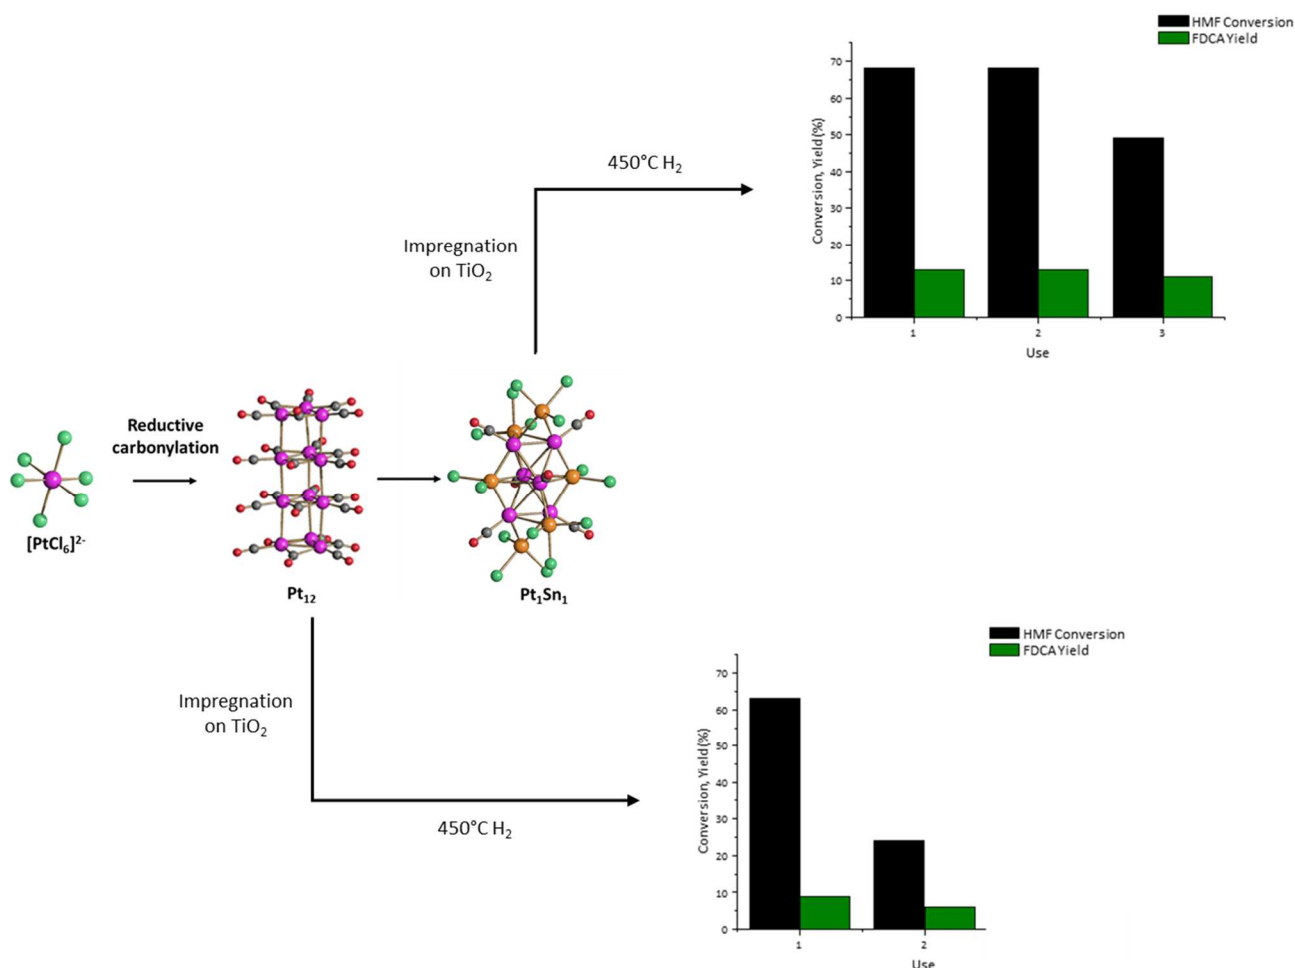 HMF Conversion
FDCA Yield
Conversion, Yield (%)
70
60
50
40
30
20
10
0
1
2
3
Use
450°C H₂
Impregnation
on TiO₂
Reductive
carbonylation
[PtCl₆]²⁻
Pt₁₂
Pt₁Sn₁
Impregnation
on TiO₂
450°C H₂
HMF Conversion
FDCA Yield
Conversion, Yield (%)
70
60
50
40
30
20
10
0
1
2
Use